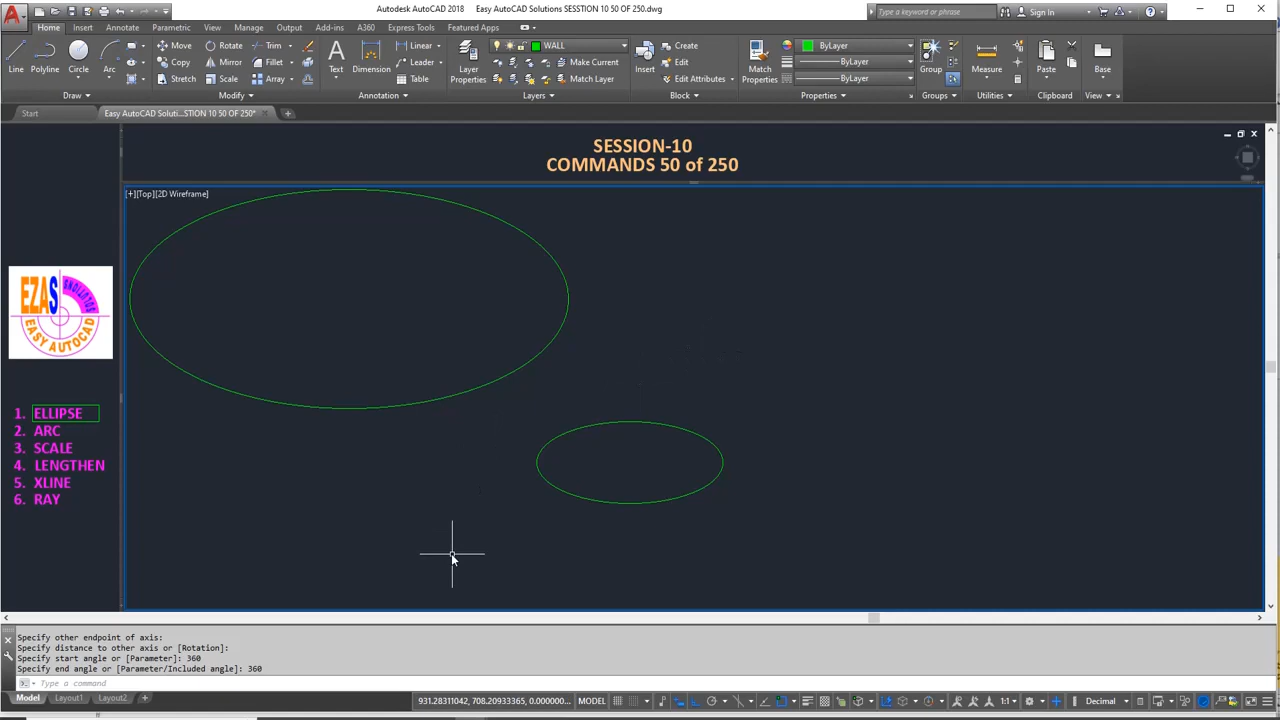 Autodesk AutoCAD 2018 Easy AutoCAD Solutions SESSTION 10 50 OF 250.dwg
Type a keyword or phrase
Sign In
Home Insert Annotate Parametric View Manage Output Add-ins A360 Express Tools Featured Apps
Line Polyline Circle Arc
Move Rotate Trim
Copy Mirror Fillet
Stretch Scale Array
Text Dimension
Linear
Leader
Table
Layer Properties
WALL
Make Current
Match Layer
Insert
Create
Edit
Edit Attributes
Match Properties
ByLayer
ByLayer
ByLayer
Group Measure Paste Base
Draw Modify Annotation Layers Block Properties Groups Utilities Clipboard View
Start Easy AutoCAD Soluti...STION 10 50 OF 250*
SESSION-10
COMMANDS 50 of 250
[+][Top][2D Wireframe]
EZAS
SOLUTIONS
EASY AUTOCAD
1. ELLIPSE
2. ARC
3. SCALE
4. LENGTHEN
5. XLINE
6. RAY
Specify other endpoint of axis:
Specify distance to other axis or [Rotation]:
Specify start angle or [Parameter]: 360
Specify end angle or [Parameter/Included angle]: 360
Type a command
Model Layout1 Layout2
931.28311042, 708.20933365, 0.000000... MODEL
1:1
Decimal